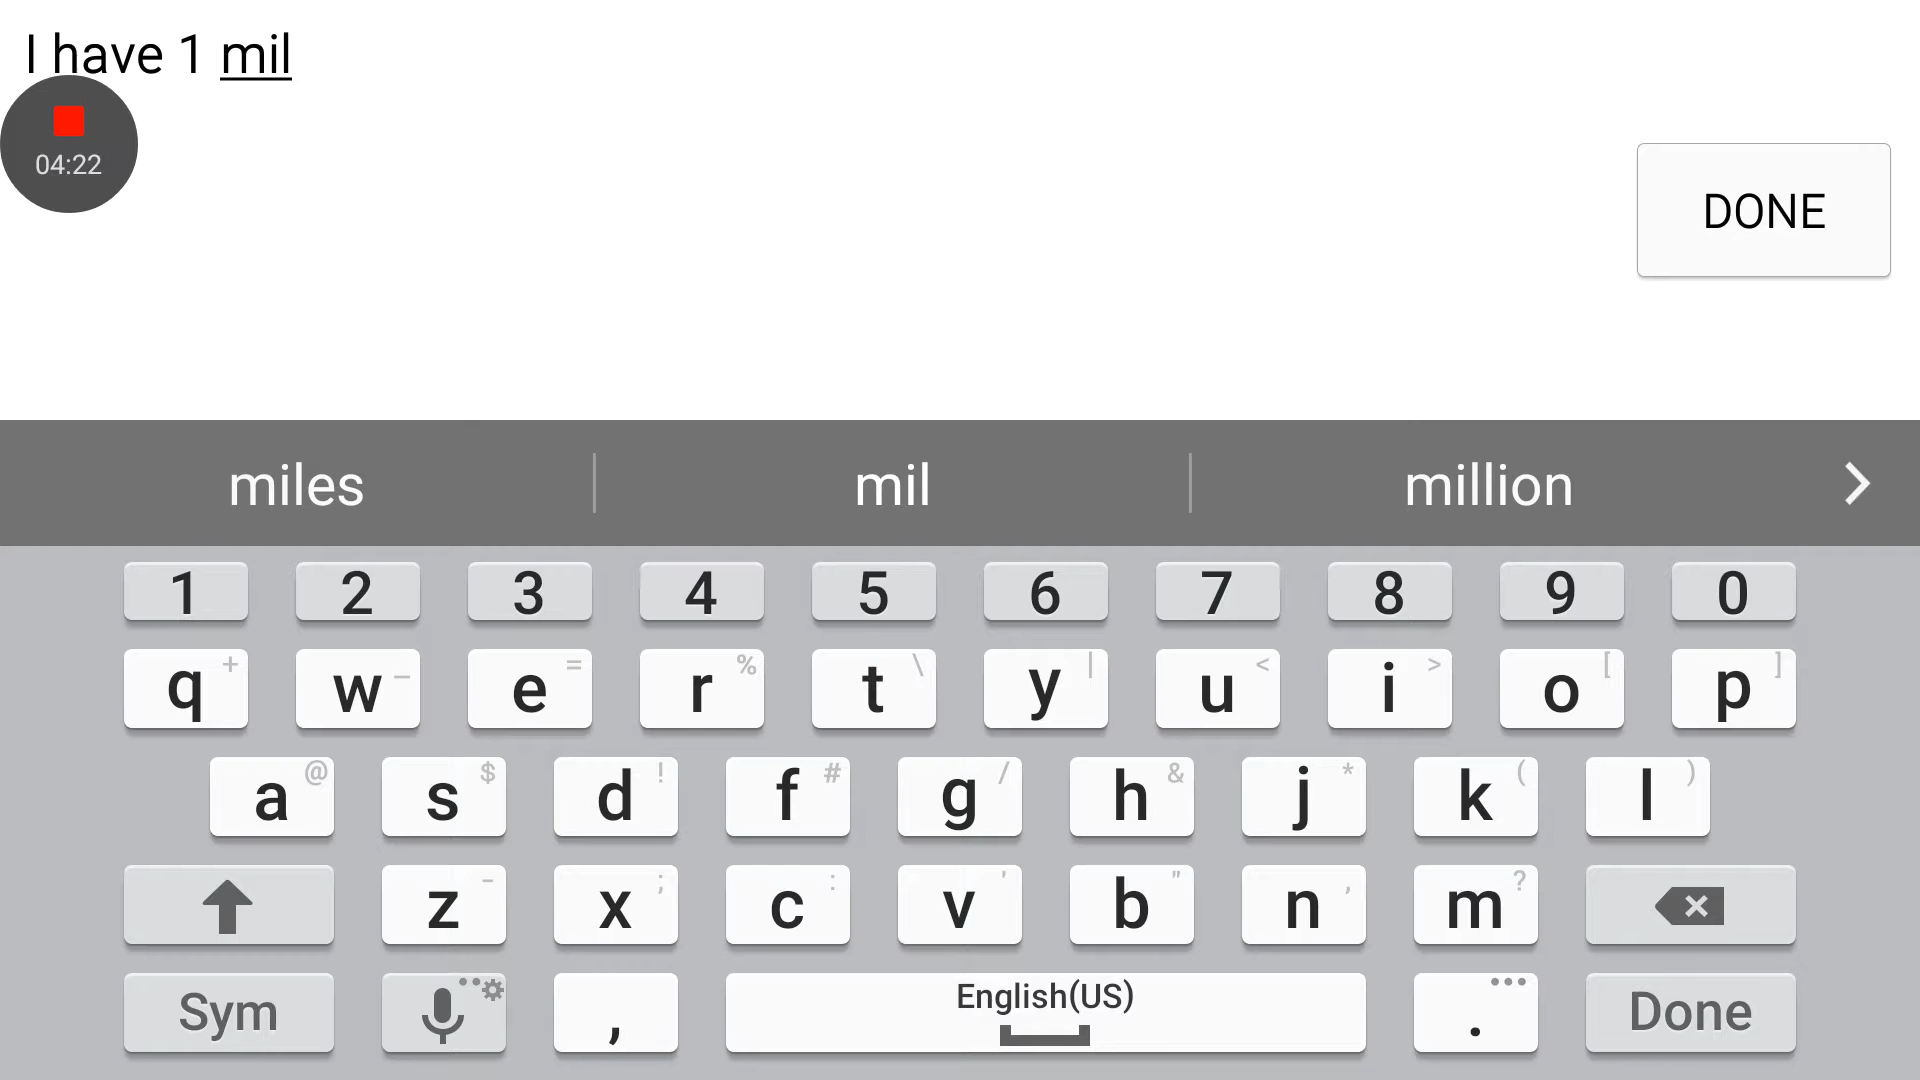 I have 1 mil
04:22
DONE
miles mil million
1 2 3 4 5 6 7 8 9 0
q + w – e = r % t \ y | u < i > o [ p ]
a @ s $ d ! f # g / h & j * k ( l )
z - x ; c : v ' b " n , m ?
Sym , English(US) . Done